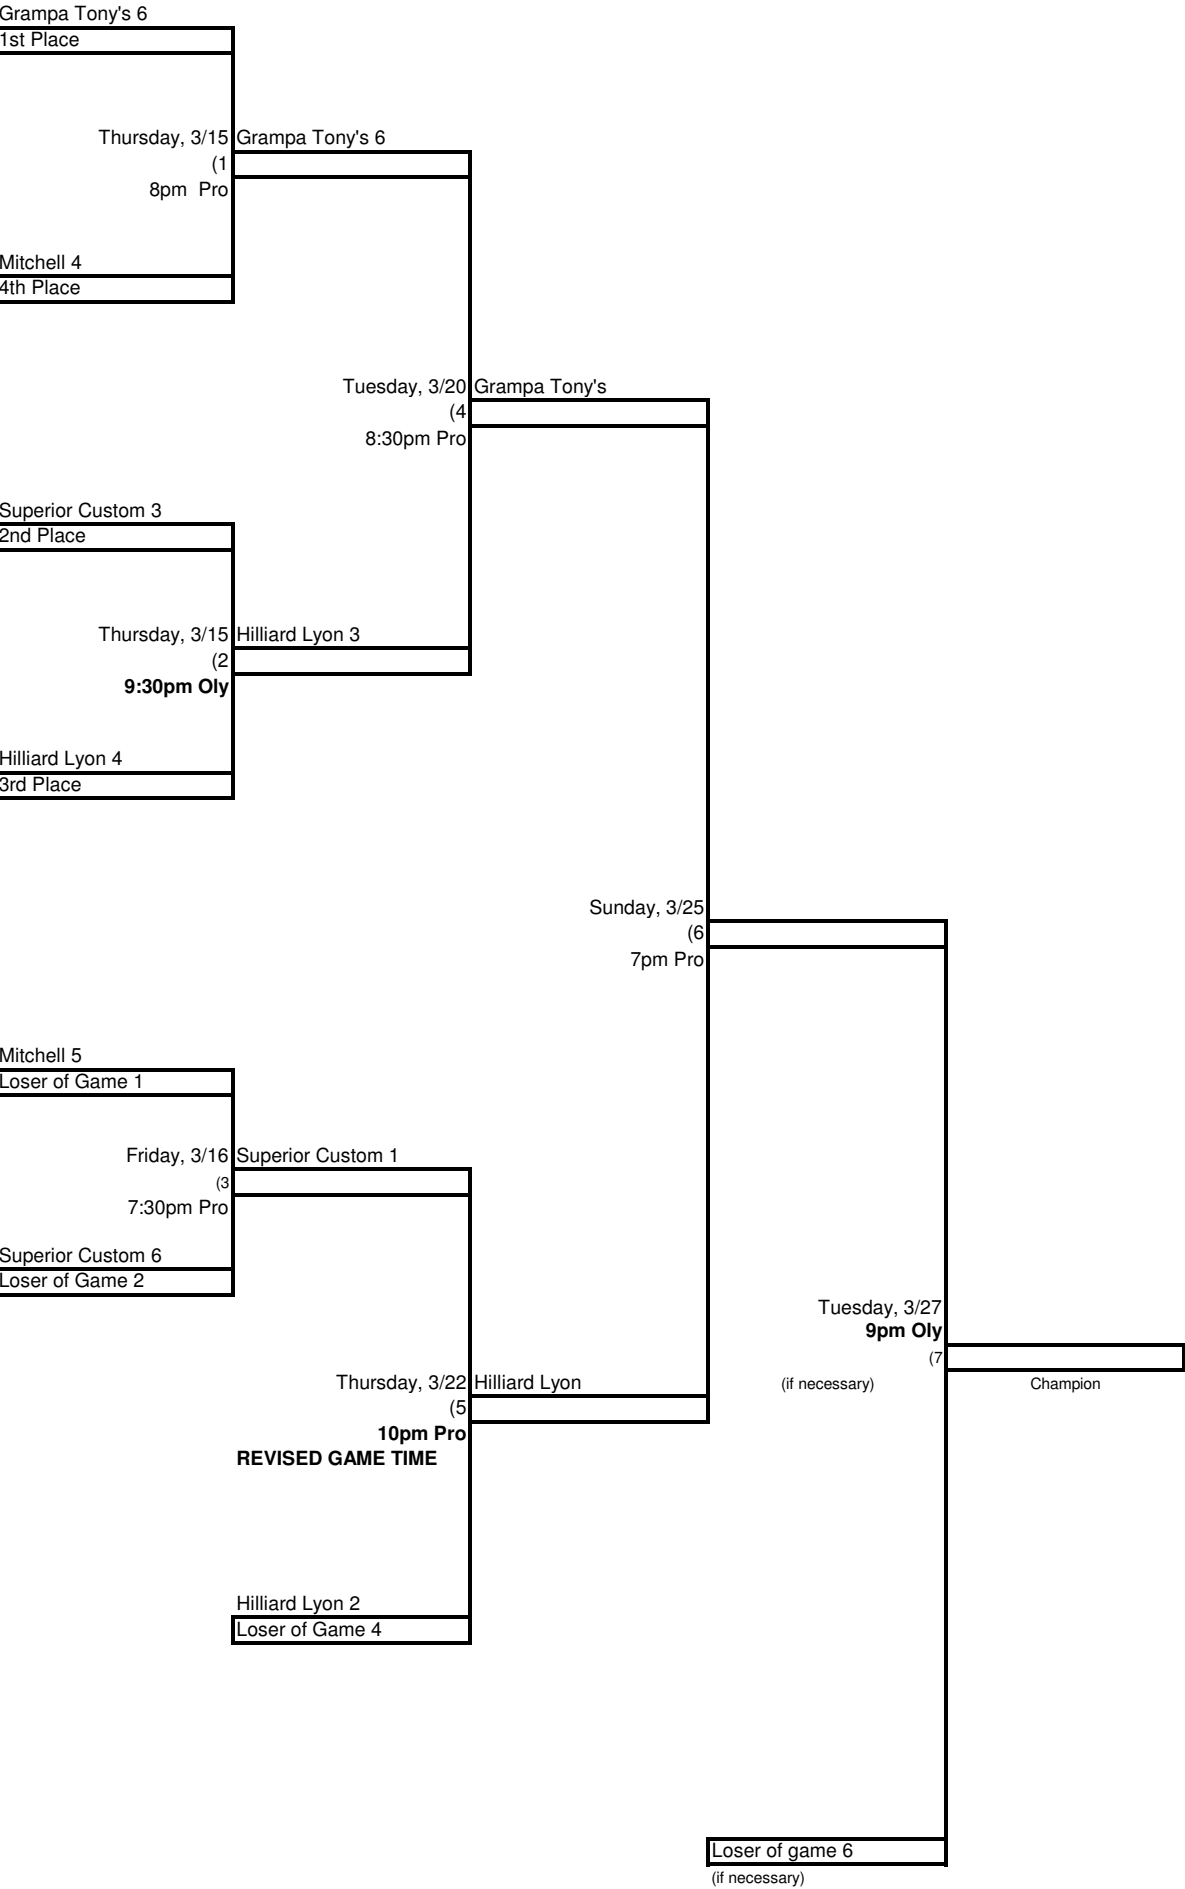 Grampa Tony's 6
1st Place
Thursday, 3/15 Grampa Tony's 6
(1
8pm  Pro
Mitchell 4
4th Place
Tuesday, 3/20 Grampa Tony's
(4
8:30pm Pro
Superior Custom 3
2nd Place
Thursday, 3/15 Hilliard Lyon 3
(2
9:30pm Oly
Hilliard Lyon 4
3rd Place
Sunday, 3/25
(6
7pm Pro
Mitchell 5
Loser of Game 1
Friday, 3/16 Superior Custom 1
(3
7:30pm Pro
Superior Custom 6
Loser of Game 2
Tuesday, 3/27
9pm Oly
(7
Thursday, 3/22 Hilliard Lyon (if necessary) Champion
(5
10pm Pro
REVISED GAME TIME
Hilliard Lyon 2
Loser of Game 4
Loser of game 6
(if necessary)